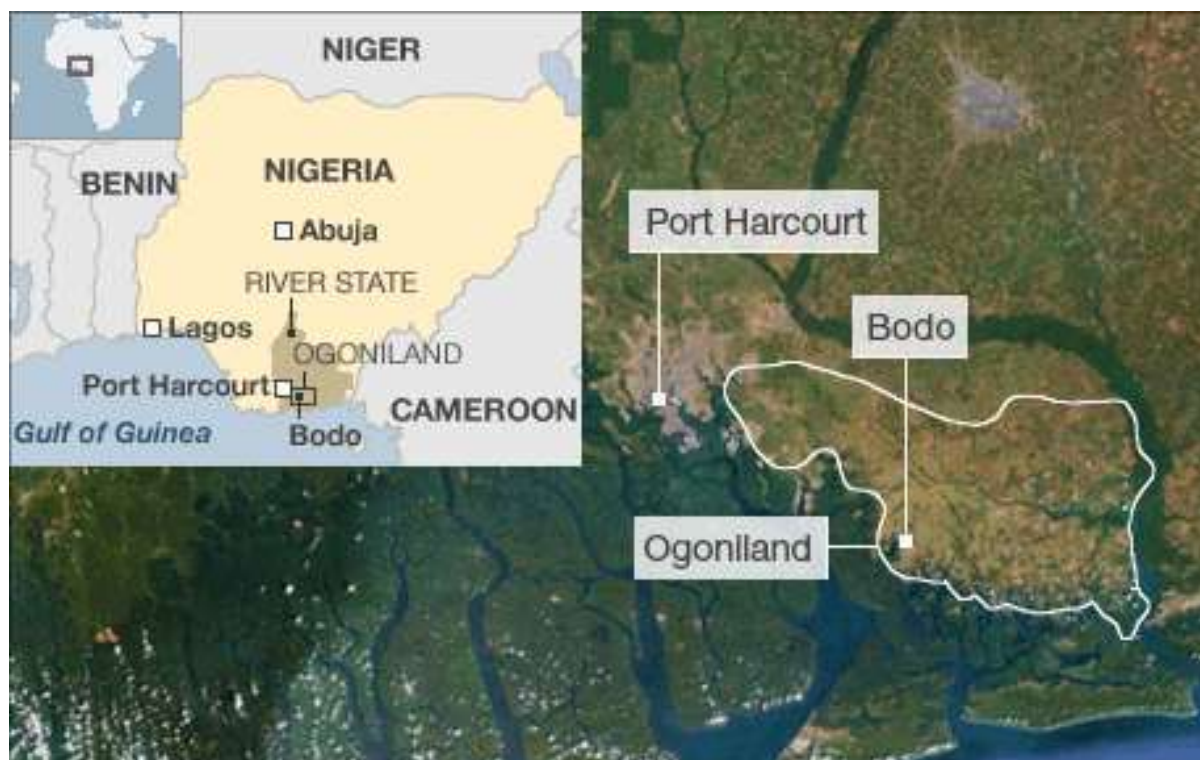 NIGER
BENIN
NIGERIA
Abuja
RIVER STATE
Lagos
OGONILAND
Port Harcourt
CAMEROON
Gulf of Guinea
Bodo
Port Harcourt
Bodo
Ogoniland